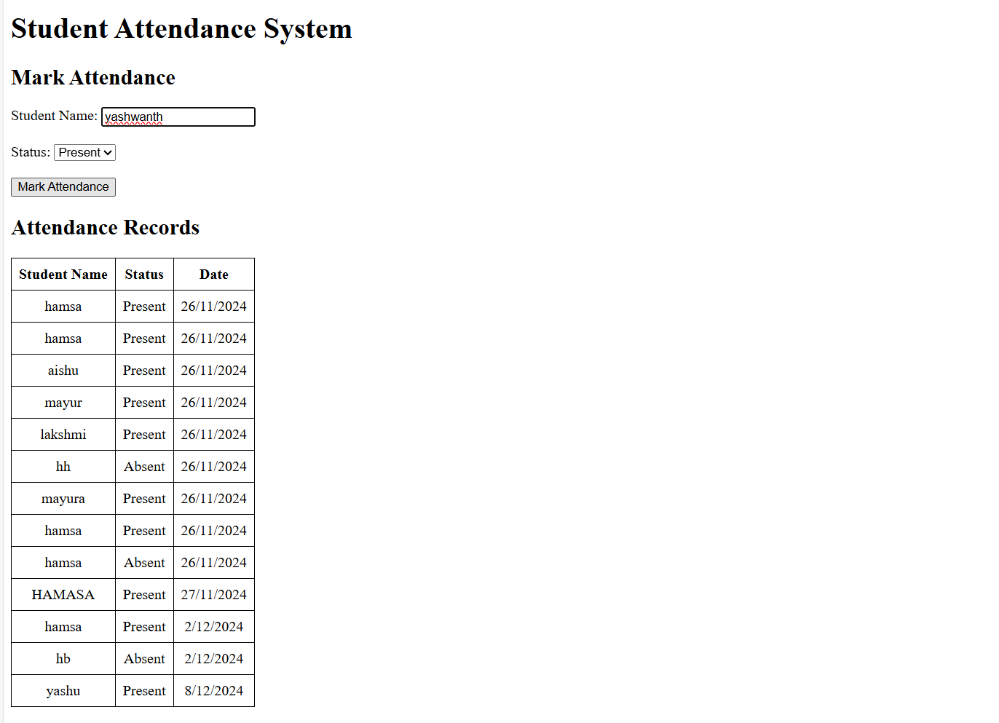 Student Attendance System
Mark Attendance
Student Name: yashwanth
Status: Present
Mark Attendance
Attendance Records
Student Name Status Date
hamsa Present 26/11/2024
hamsa Present 26/11/2024
aishu Present 26/11/2024
mayur Present 26/11/2024
lakshmi Present 26/11/2024
hh Absent 26/11/2024
mayura Present 26/11/2024
hamsa Present 26/11/2024
hamsa Absent 26/11/2024
HAMASA Present 27/11/2024
hamsa Present 2/12/2024
hb Absent 2/12/2024
yashu Present 8/12/2024